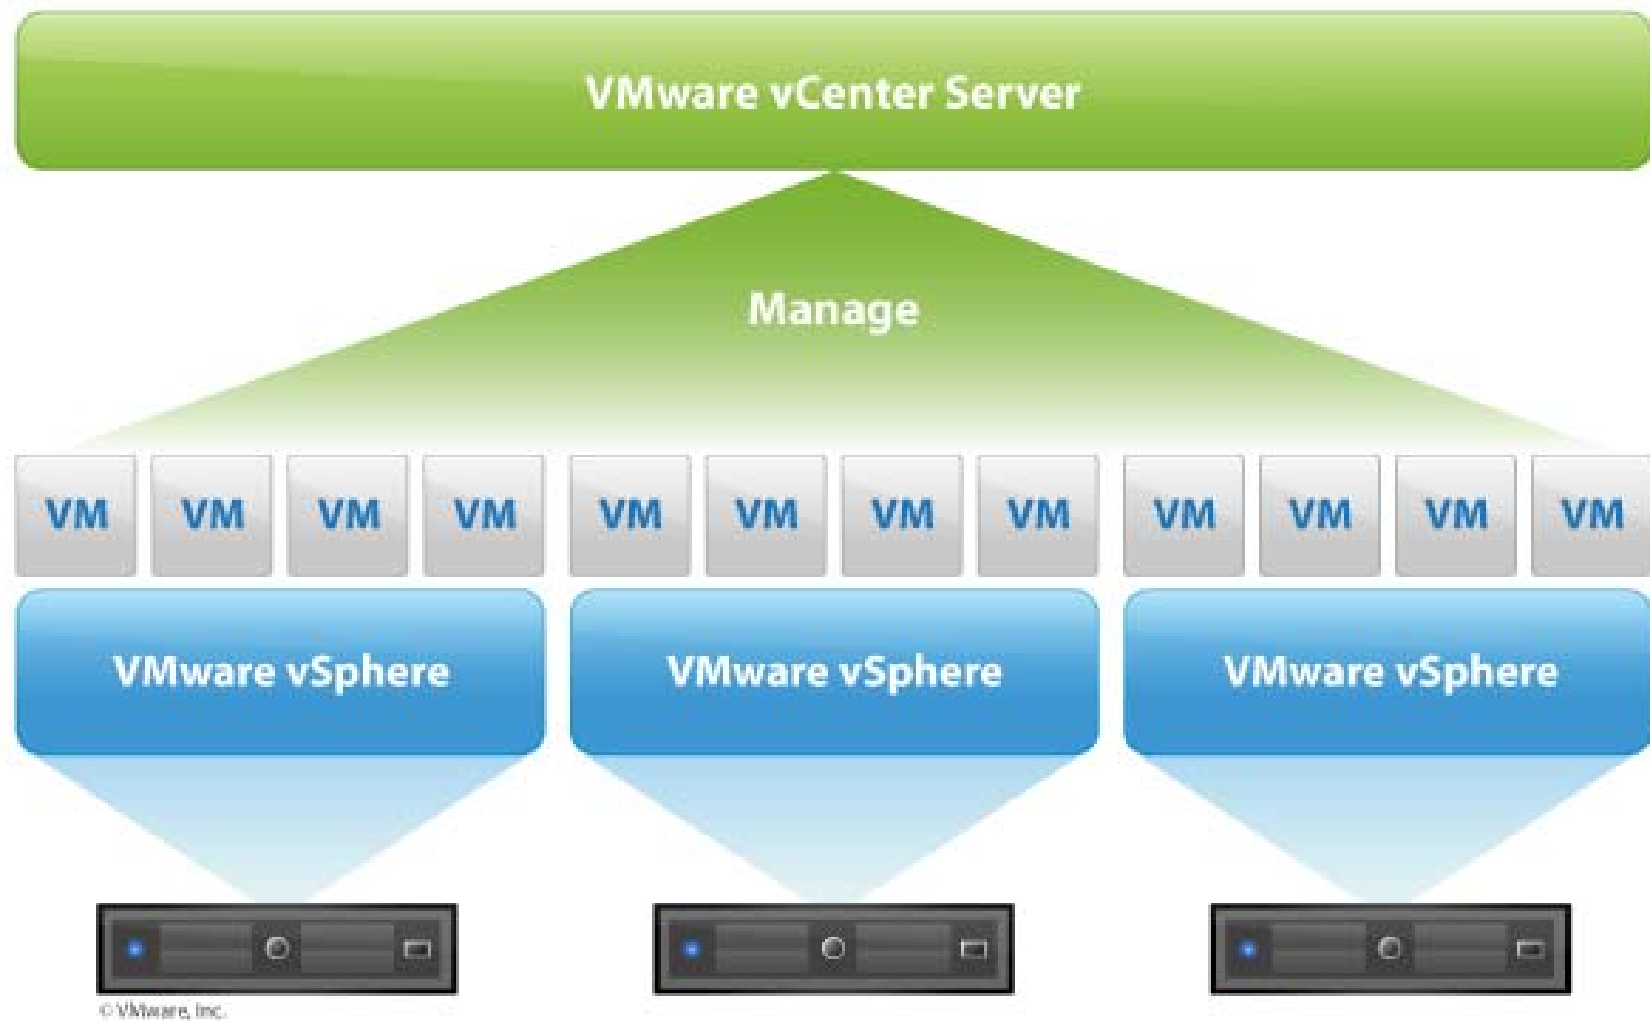 VMware vCenter Server
Manage
VM VM VM VM VM VM VM VM VM VM VM VM
VMware vSphere VMware vSphere VMware vSphere
© VMware, Inc.